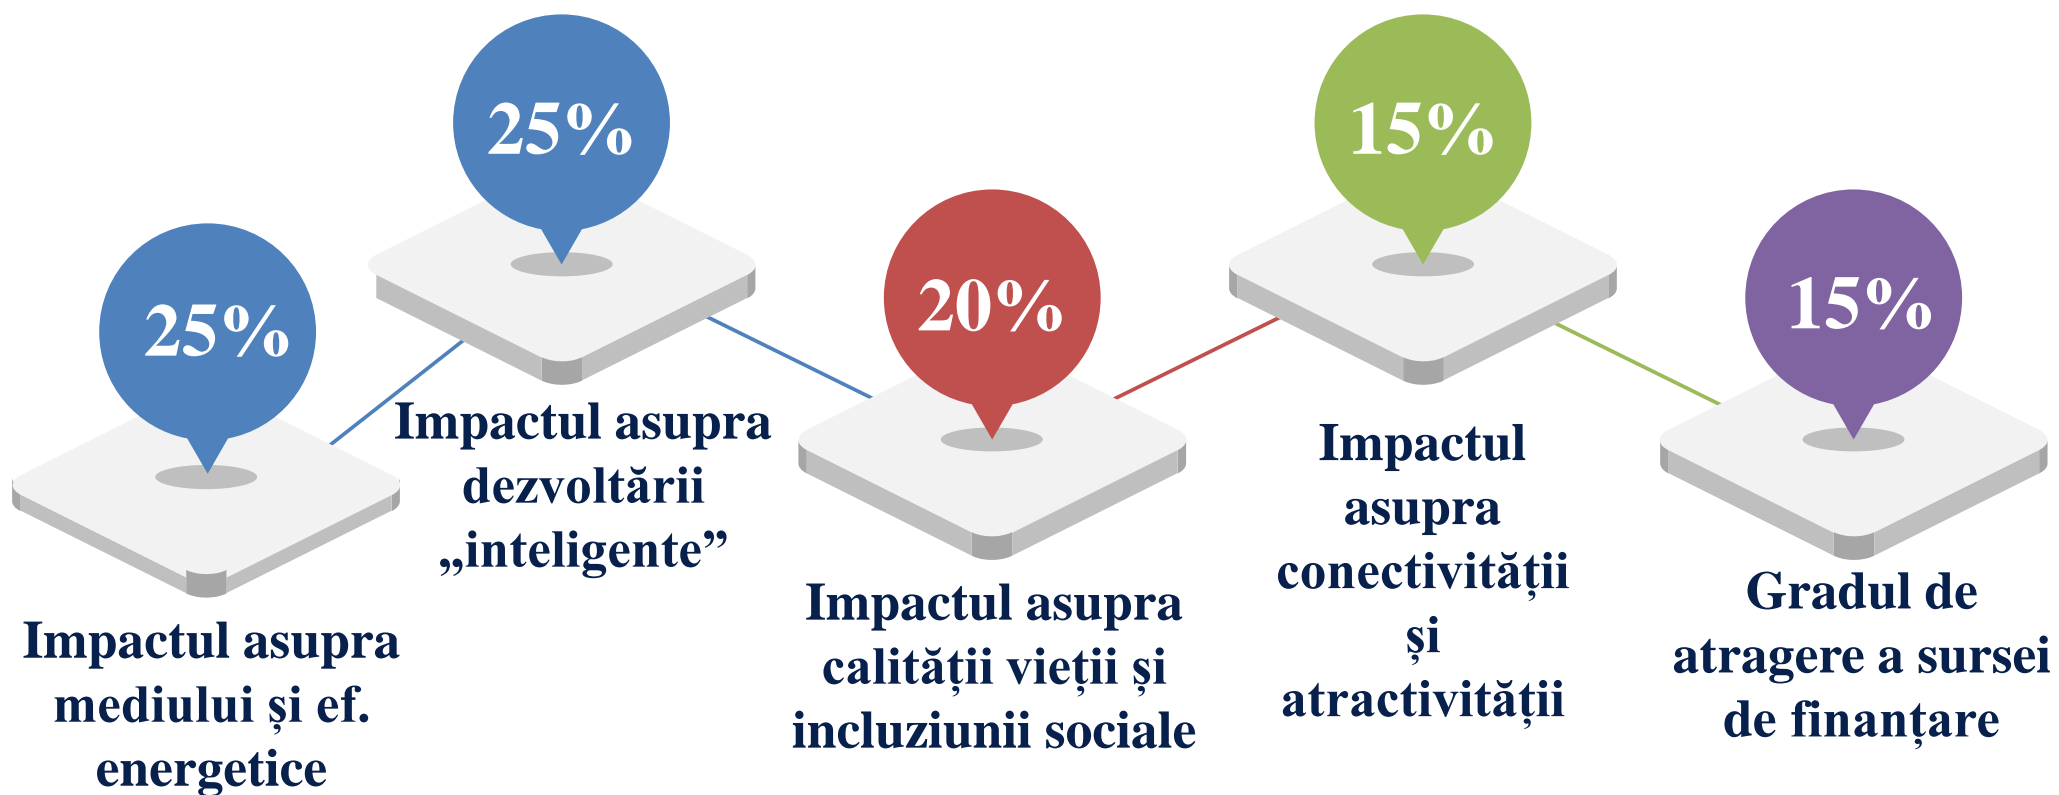 25%
Impactul asupra
mediului și ef.
energetice
25%
Impactul asupra
dezvoltării
„inteligente”
20%
Impactul asupra
calității vieții și
incluziunii sociale
15%
Impactul
asupra
conectivității
și
atractivității
15%
Gradul de
atragere a sursei
de finanțare